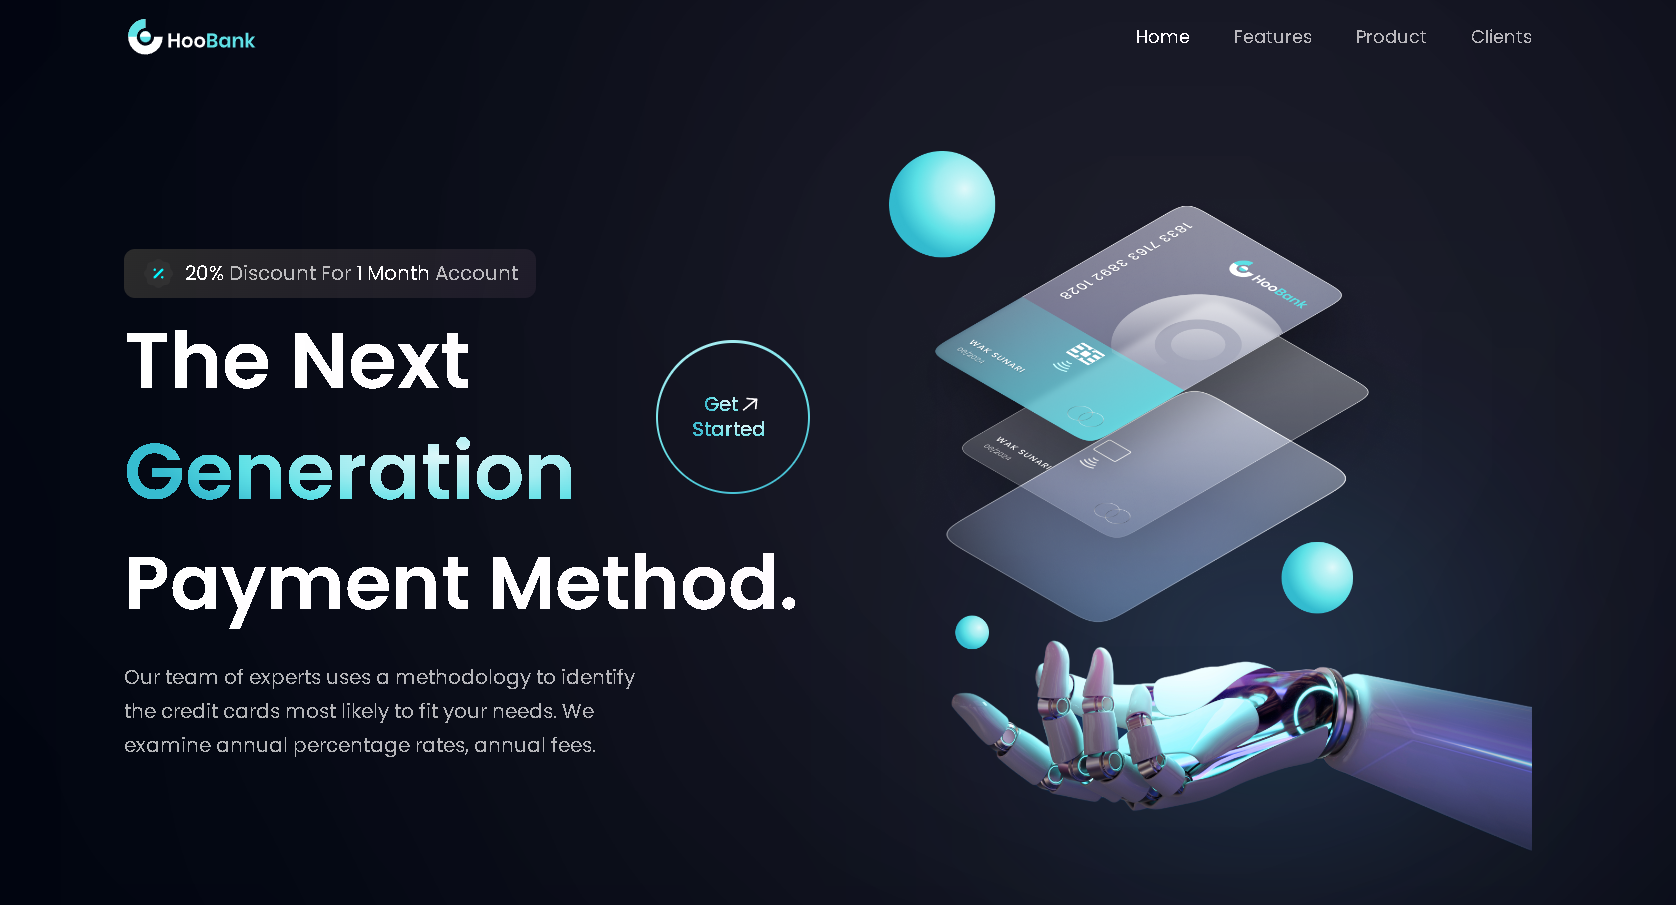 HooBank
Home
Features
Product
Clients
20% Discount For 1 Month Account
The Next
Generation
Payment Method.
Get
Started
Our team of experts uses a methodology to identify
the credit cards most likely to fit your needs. We
examine annual percentage rates, annual fees.
1833 7163 3892 1028
HooBank
WAK SUNARI
06/2024
WAK SUNARI
06/2024